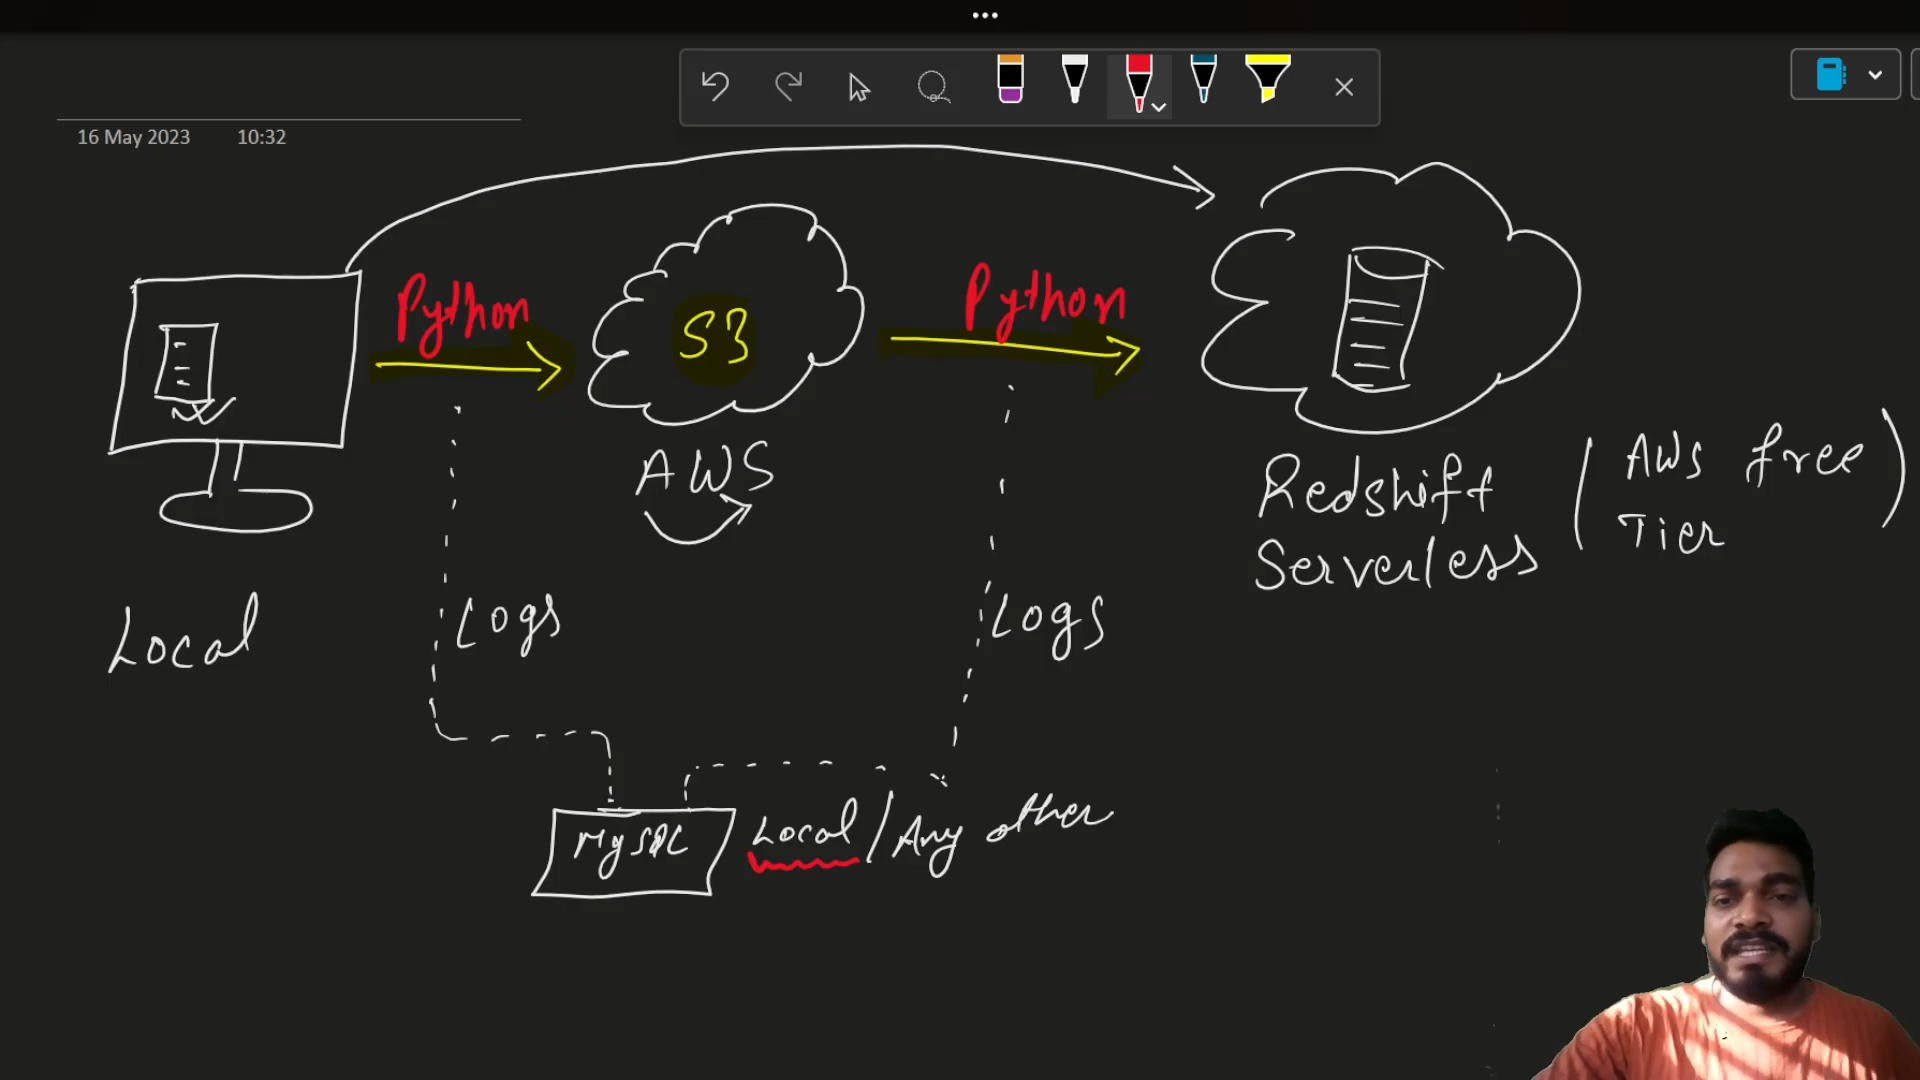 16 May 2023 10:32
Python
Python
S3
AWS
Redshift
Serverless
(AWS free
Tier)
Local
Logs
Logs
MySQL
Local / Any other